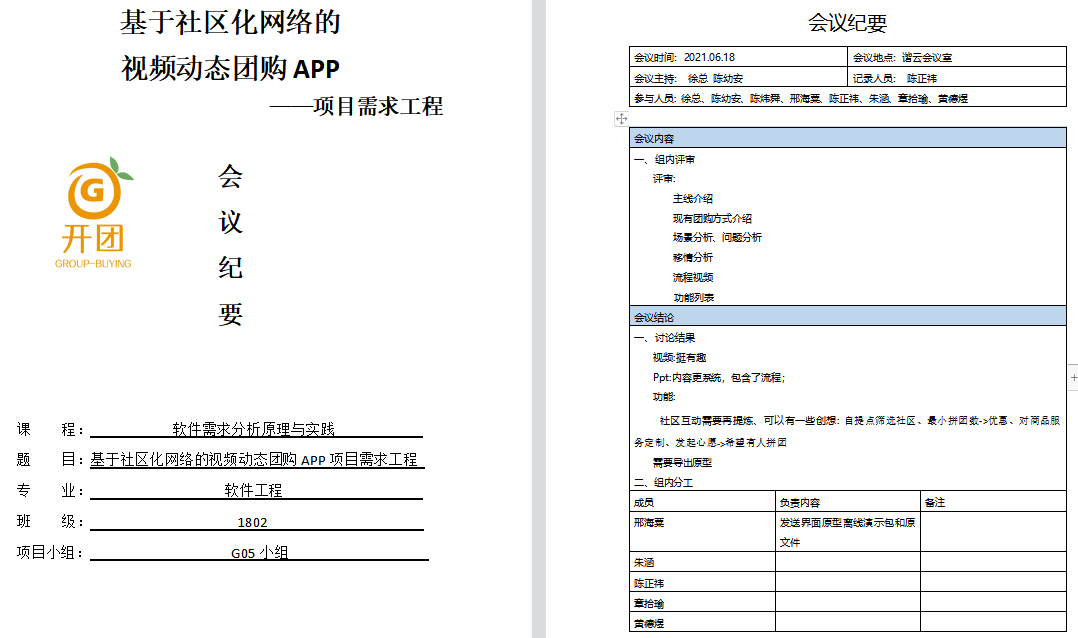 基于社区化网络的
视频动态团购 APP
——项目需求工程
G
开团
GROUP-BUYING
会
议
纪
要
课 程： 软件需求分析原理与实践
题 目：基于社区化网络的视频动态团购 APP 项目需求工程
专 业： 软件工程
班 级： 1802
项目小组： G05 小组
会议纪要
会议时间: 2021.06.18 会议地点: 谐云会议室
会议主持: 徐总 陈幼安 记录人员: 陈正祎
参与人员: 徐总、陈幼安、陈炜舜、邢海粟、陈正祎、朱涵、章拾瑜、黄德煜
会议内容
一、组内评审
评审:
主线介绍
现有团购方式介绍
场景分析、问题分析
移情分析
流程视频
功能列表
会议结论
一、讨论结果
视频:挺有趣
Ppt:内容更系统，包含了流程；
功能:
社区互动需要再提炼、可以有一些创想: 自提点筛选社区、最小拼团数->优惠、对商品服
务定制、发起心愿->希望有人拼团
需要导出原型
二、组内分工
成员 负责内容 备注
邢海粟 发送界面原型离线演示包和原
文件
朱涵
陈正祎
章拾瑜
黄德煜